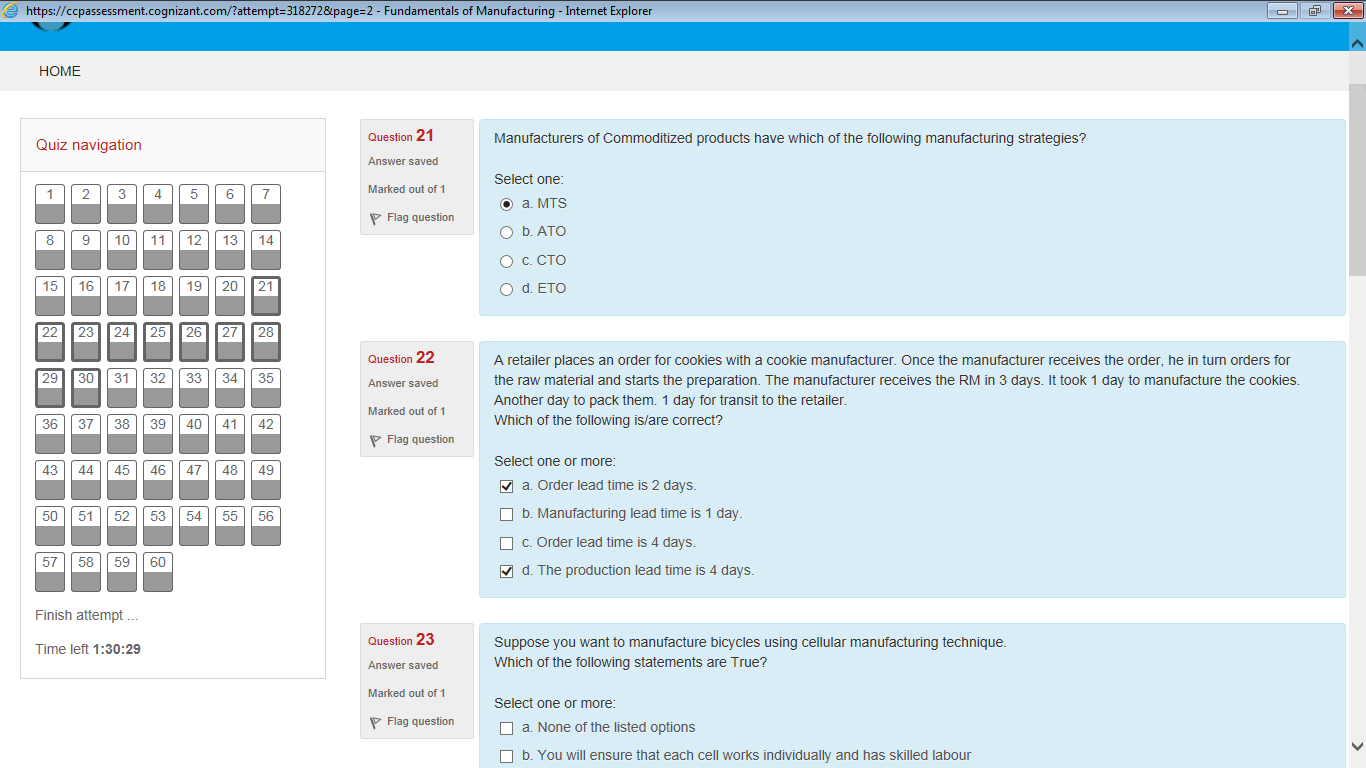 https://ccpassessment.cognizant.com/?attempt=318272&page=2 - Fundamentals of Manufacturing - Internet Explorer
HOME
Quiz navigation
1 2 3 4 5 6 7
8 9 10 11 12 13 14
15 16 17 18 19 20 21
22 23 24 25 26 27 28
29 30 31 32 33 34 35
36 37 38 39 40 41 42
43 44 45 46 47 48 49
50 51 52 53 54 55 56
57 58 59 60
Finish attempt ...
Time left 1:30:29
Question 21
Answer saved
Marked out of 1
Flag question
Manufacturers of Commoditized products have which of the following manufacturing strategies?
Select one:
a. MTS
b. ATO
c. CTO
d. ETO
Question 22
Answer saved
Marked out of 1
Flag question
A retailer places an order for cookies with a cookie manufacturer. Once the manufacturer receives the order, he in turn orders for
the raw material and starts the preparation. The manufacturer receives the RM in 3 days. It took 1 day to manufacture the cookies.
Another day to pack them. 1 day for transit to the retailer.
Which of the following is/are correct?
Select one or more:
a. Order lead time is 2 days.
b. Manufacturing lead time is 1 day.
c. Order lead time is 4 days.
d. The production lead time is 4 days.
Question 23
Answer saved
Marked out of 1
Flag question
Suppose you want to manufacture bicycles using cellular manufacturing technique.
Which of the following statements are True?
Select one or more:
a. None of the listed options
b. You will ensure that each cell works individually and has skilled labour